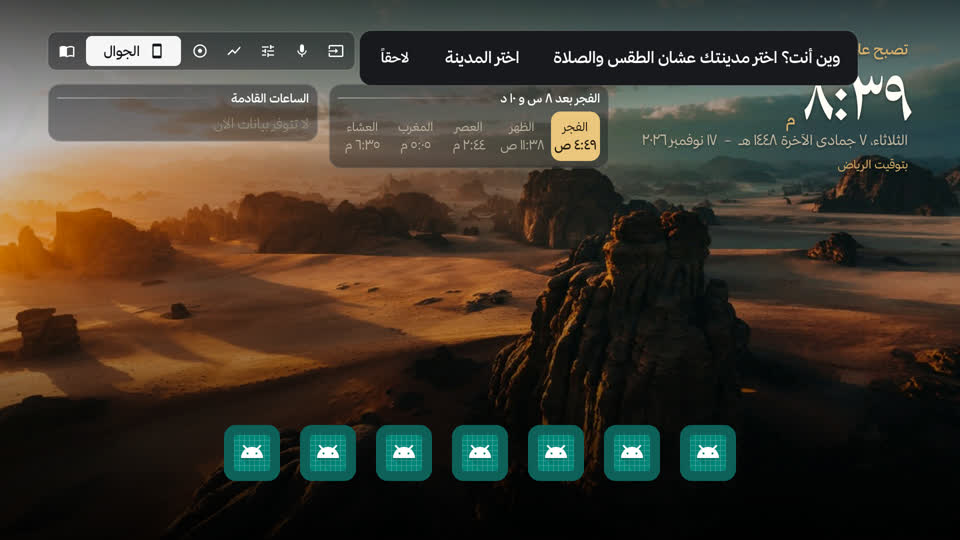 تصبح عا
وين أنت؟ اختر مدينتك عشان الطقس والصلاة
اختر المدينة
لاحقاً
الجوال
٨:٣٩ م
الثلاثاء، ٧ جمادى الآخرة ١٤٤٨ هـ – ١٧ نوفمبر ٢٠٢٦
بتوقيت الرياض
الفجر بعد ٨ س و ١٠ د
الفجر الظهر العصر المغرب العشاء
٤:٤٩ ص ١١:٣٨ ص ٢:٤٤ م ٥:٠٥ م ٦:٣٥ م
الساعات القادمة
لا تتوفر بيانات الآن